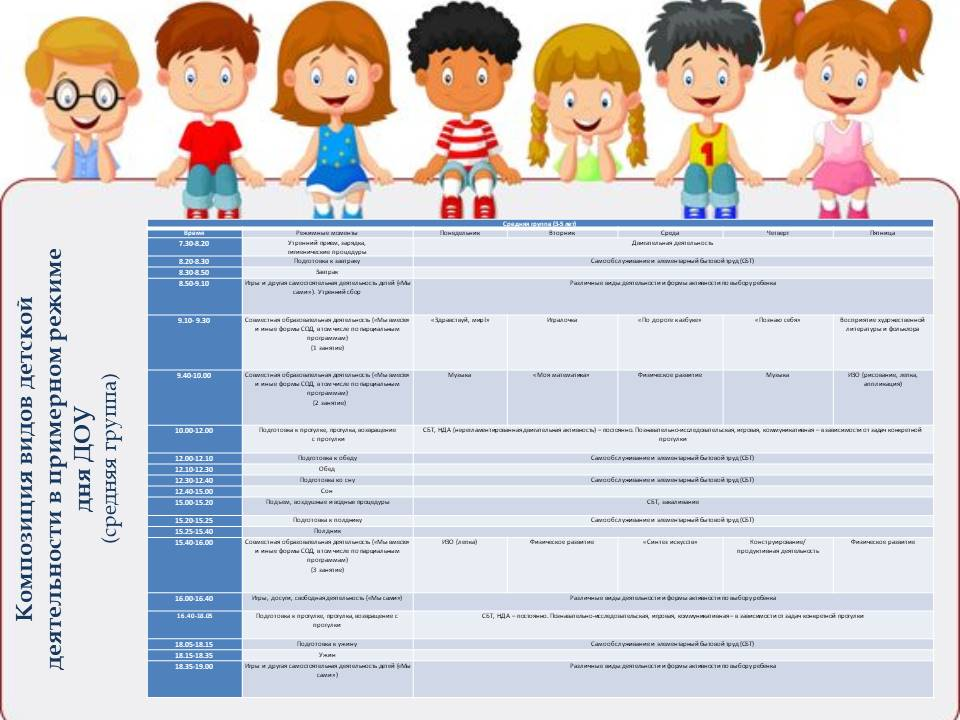 Композиция видов детской
деятельности в примерном режиме
дня ДОУ
(средняя группа)
Средняя группа (3-5 лет)
Время Режимные моменты Понедельник Вторник Среда Четверг Пятница
7.30-8.20 Утренний прием, зарядка, Двигательная деятельность
гигиенические процедуры
8.20-8.30 Подготовка к завтраку Самообслуживание и элементарный бытовой труд (СБТ)
8.30-8.50 Завтрак
8.50-9.10 Игры и другая самостоятельная деятельность детей («Мы Различные виды деятельности и формы активности по выбору ребенка
сами»). Утренний сбор
9.10- 9.30 Совместная образовательная деятельность («Мы вместе» «Здравствуй, мир!» Игралочка «По дороге к азбуке» «Познаю себя» Восприятие художественной
и иные формы СОД, в том числе по парциальным литературы и фольклора
программам)
(1 занятие)
9.40-10.00 Совместная образовательная деятельность («Мы вместе» Музыка «Моя математика» Физическое развитие Музыка ИЗО (рисование, лепка,
и иные формы СОД, в том числе по парциальным аппликация)
программам)
(2 занятие)
10.00-12.00 Подготовка к прогулке, прогулка, возвращение СБТ, НДА (нерегламентированная двигательная активность) – постоянно. Познавательно-исследовательская, игровая, коммуникативная – в зависимости от задач конкретной
с прогулки прогулки
12.00-12.10 Подготовка к обеду Самообслуживание и элементарный бытовой труд (СБТ)
12.10-12.30 Обед
12.30-12.40 Подготовка ко сну Самообслуживание и элементарный бытовой труд (СБТ)
12.40-15.00 Сон
15.00-15.20 Подъем, воздушные и водные процедуры СБТ, закаливание
15.20-15.25 Подготовка к полднику Самообслуживание и элементарный бытовой труд (СБТ)
15.25-15.40 Полдник
15.40-16.00 Совместная образовательная деятельность («Мы вместе» ИЗО (лепка) Физическое развитие «Синтез искусств» Конструирование/ Физическое развитие
и иные формы СОД, в том числе по парциальным продуктивная деятельность
программам)
(3 занятие)
16.00-16.40 Игры, досуги, свободная деятельность («Мы сами») Различные виды деятельности и формы активности по выбору ребенка
16.40-18.05 Подготовка к прогулке, прогулка, возвращение с СБТ, НДА – постоянно. Познавательно-исследовательская, игровая, коммуникативная – в зависимости от задач конкретной прогулки
прогулки
18.05-18.15 Подготовка к ужину Самообслуживание и элементарный бытовой труд (СБТ)
18.15-18.35 Ужин
18.35-19.00 Игры и другая самостоятельная деятельность детей («Мы Различные виды деятельности и формы активности по выбору ребенка
сами»)
1